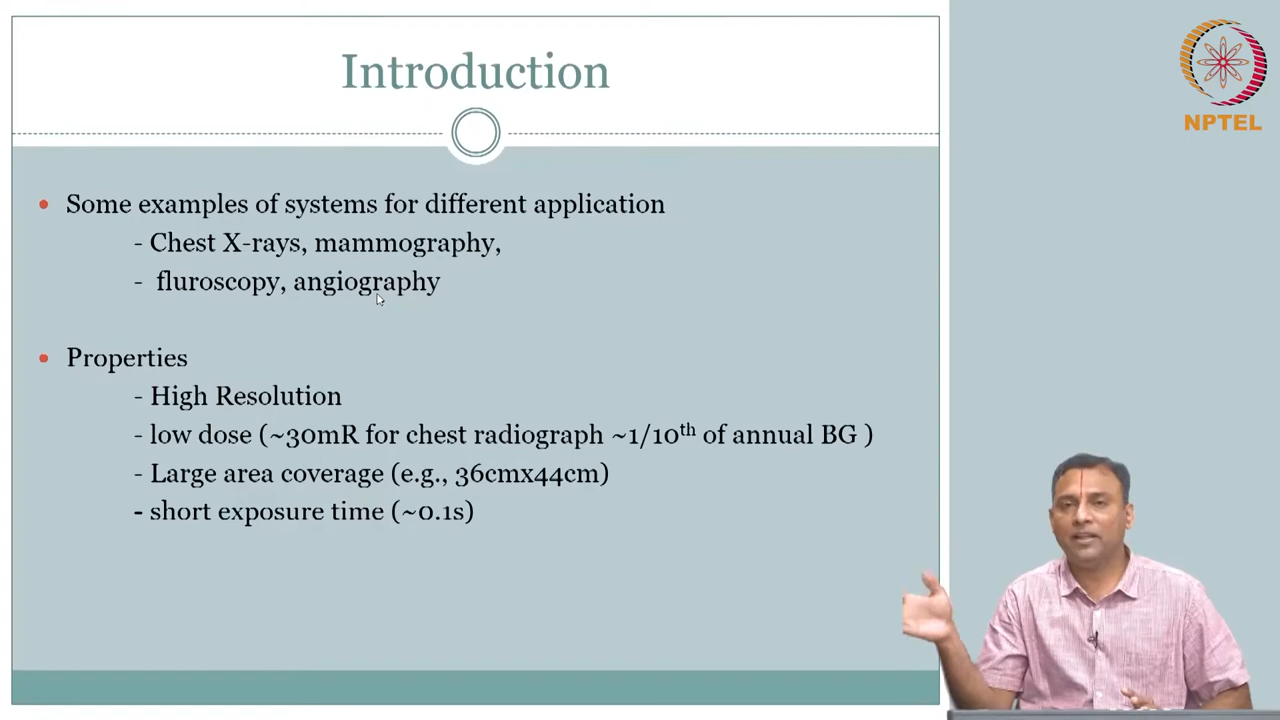 Introduction
• Some examples of systems for different application
- Chest X-rays, mammography,
- fluroscopy, angiography
• Properties
- High Resolution
- low dose (~30mR for chest radiograph ~1/10th of annual BG )
- Large area coverage (e.g., 36cmx44cm)
- short exposure time (~0.1s)
NPTEL